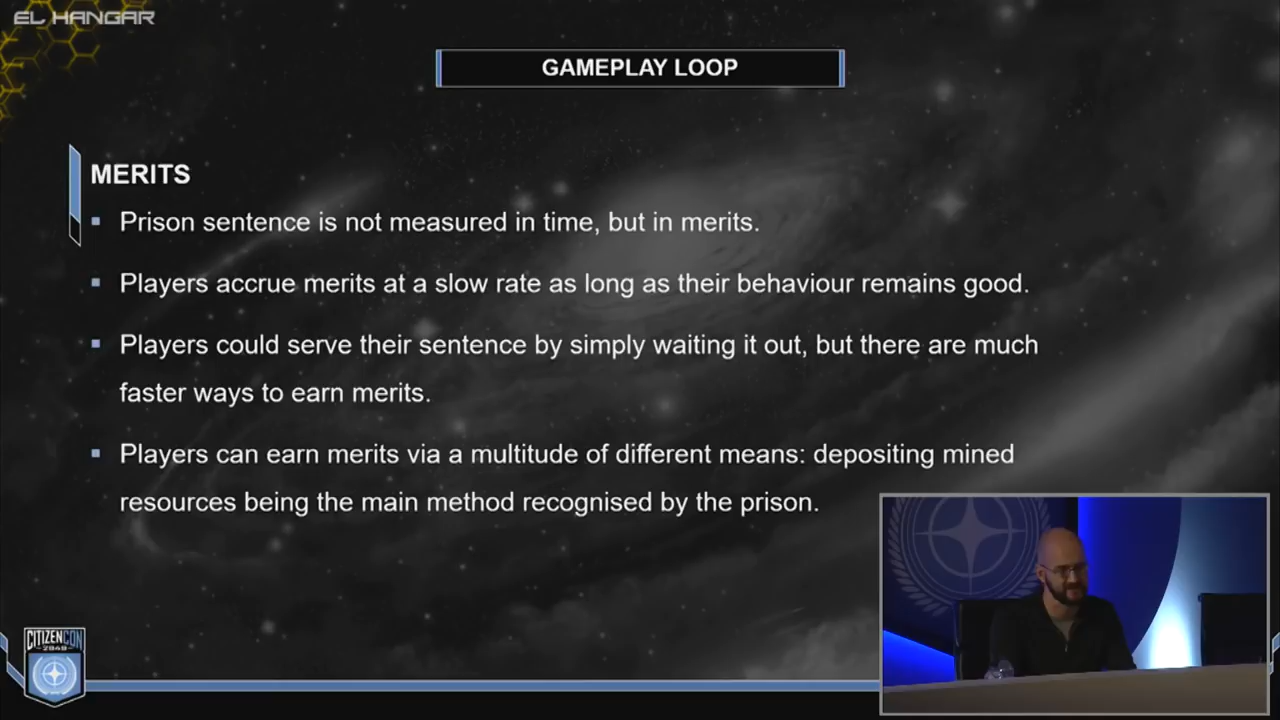 EL HANGAR
GAMEPLAY LOOP
MERITS
Prison sentence is not measured in time, but in merits.
Players accrue merits at a slow rate as long as their behaviour remains good.
Players could serve their sentence by simply waiting it out, but there are much
faster ways to earn merits.
Players can earn merits via a multitude of different means: depositing mined
resources being the main method recognised by the prison.
CITIZENCON
2949